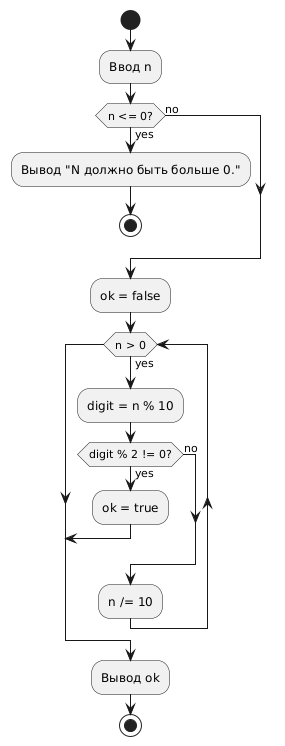 Ввод n
n <= 0?
no
yes
Вывод "N должно быть больше 0."
ok = false
n > 0
yes
digit = n % 10
digit % 2 != 0?
no
yes
ok = true
n /= 10
Вывод ok